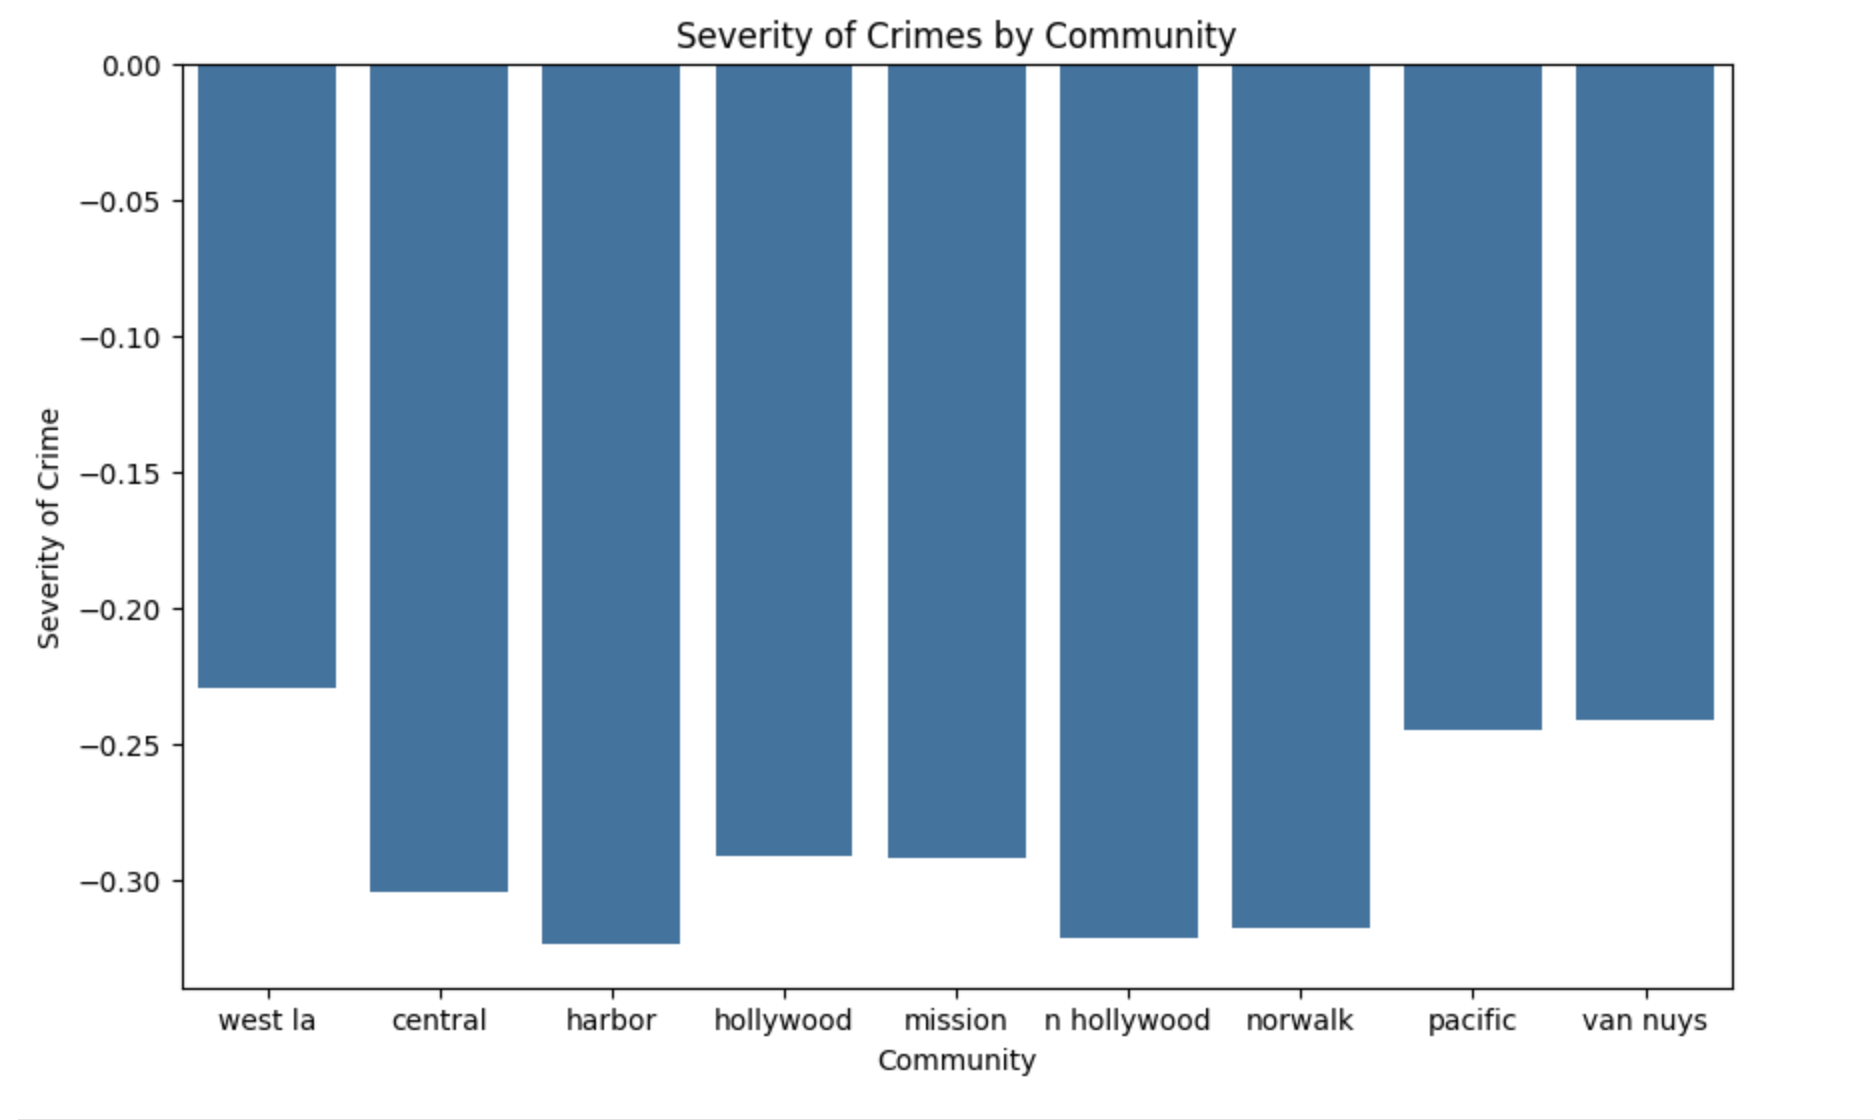 Severity of Crimes by Community
0.00
−0.05
−0.10
−0.15
−0.20
−0.25
−0.30
Severity of Crime
west la central harbor hollywood mission n hollywood norwalk pacific van nuys
Community